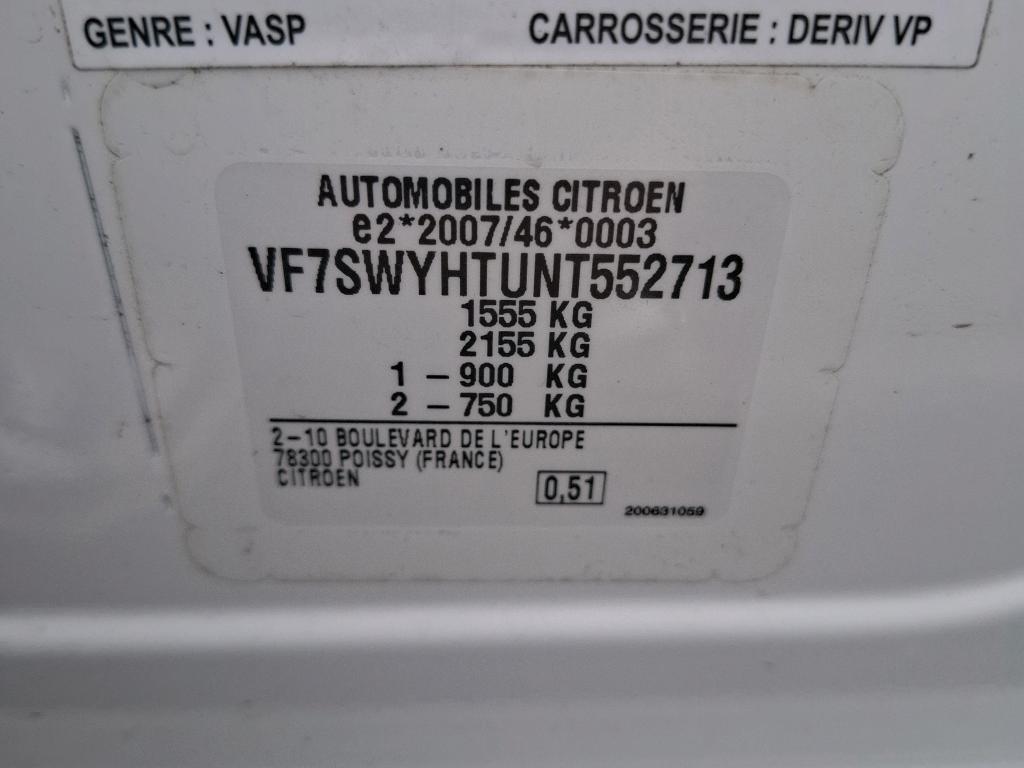 GENRE : VASP CARROSSERIE : DERIV VP
AUTOMOBILES CITROEN
e2*2007/46*0003
VF7SWYHTUNT552713
1555 KG
2155 KG
1 – 900 KG
2 – 750 KG
2–10 BOULEVARD DE L'EUROPE
78300 POISSY (FRANCE)
CITROEN
0,51
200631059